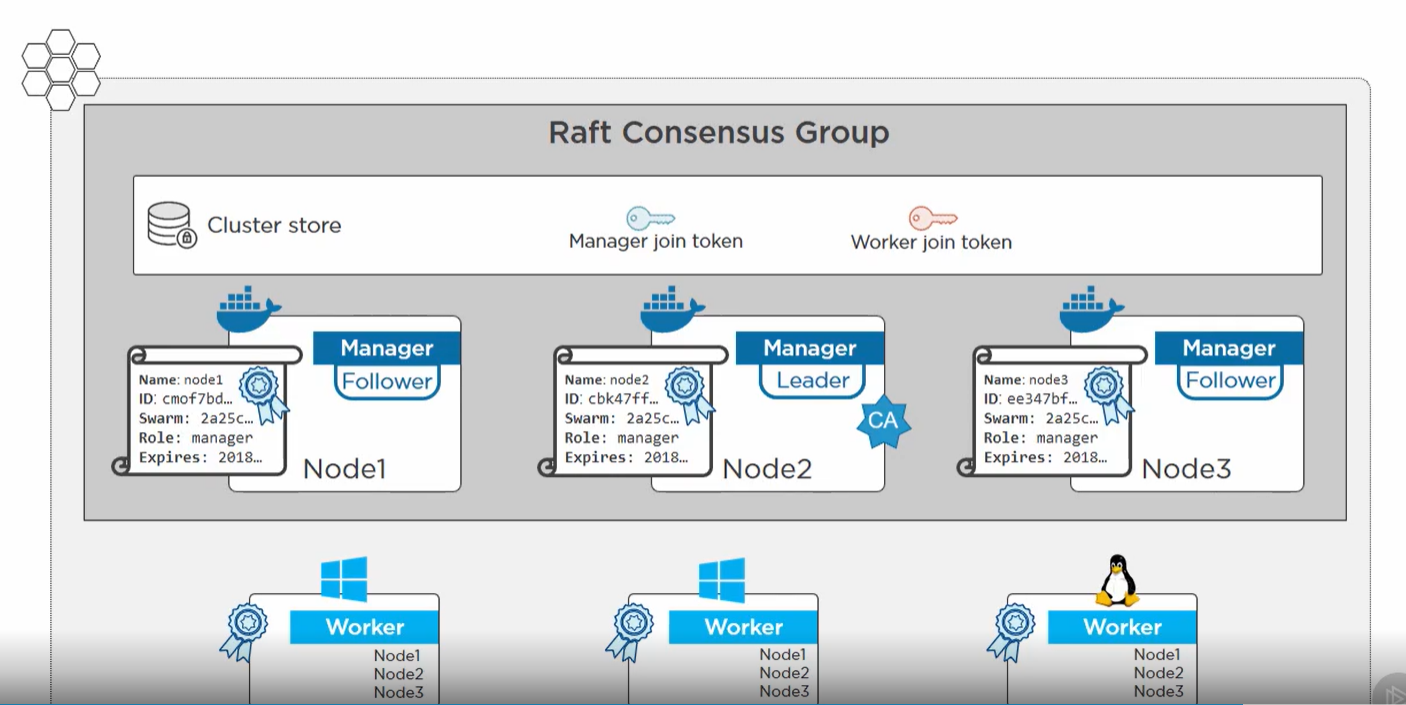 Raft Consensus Group
Cluster store
Manager join token
Worker join token
Manager
Follower
Name: node1
ID: cmof7bd...
Swarm: 2a25c...
Role: manager
Expires: 2018...
Node1
Manager
Leader
CA
Name: node2
ID: cbk47ff...
Swarm: 2a25c...
Role: manager
Expires: 2018...
Node2
Manager
Follower
Name: node3
ID: ee347bf...
Swarm: 2a25c...
Role: manager
Expires: 2018...
Node3
Worker
Node1
Node2
Node3
Worker
Node1
Node2
Node3
Worker
Node1
Node2
Node3